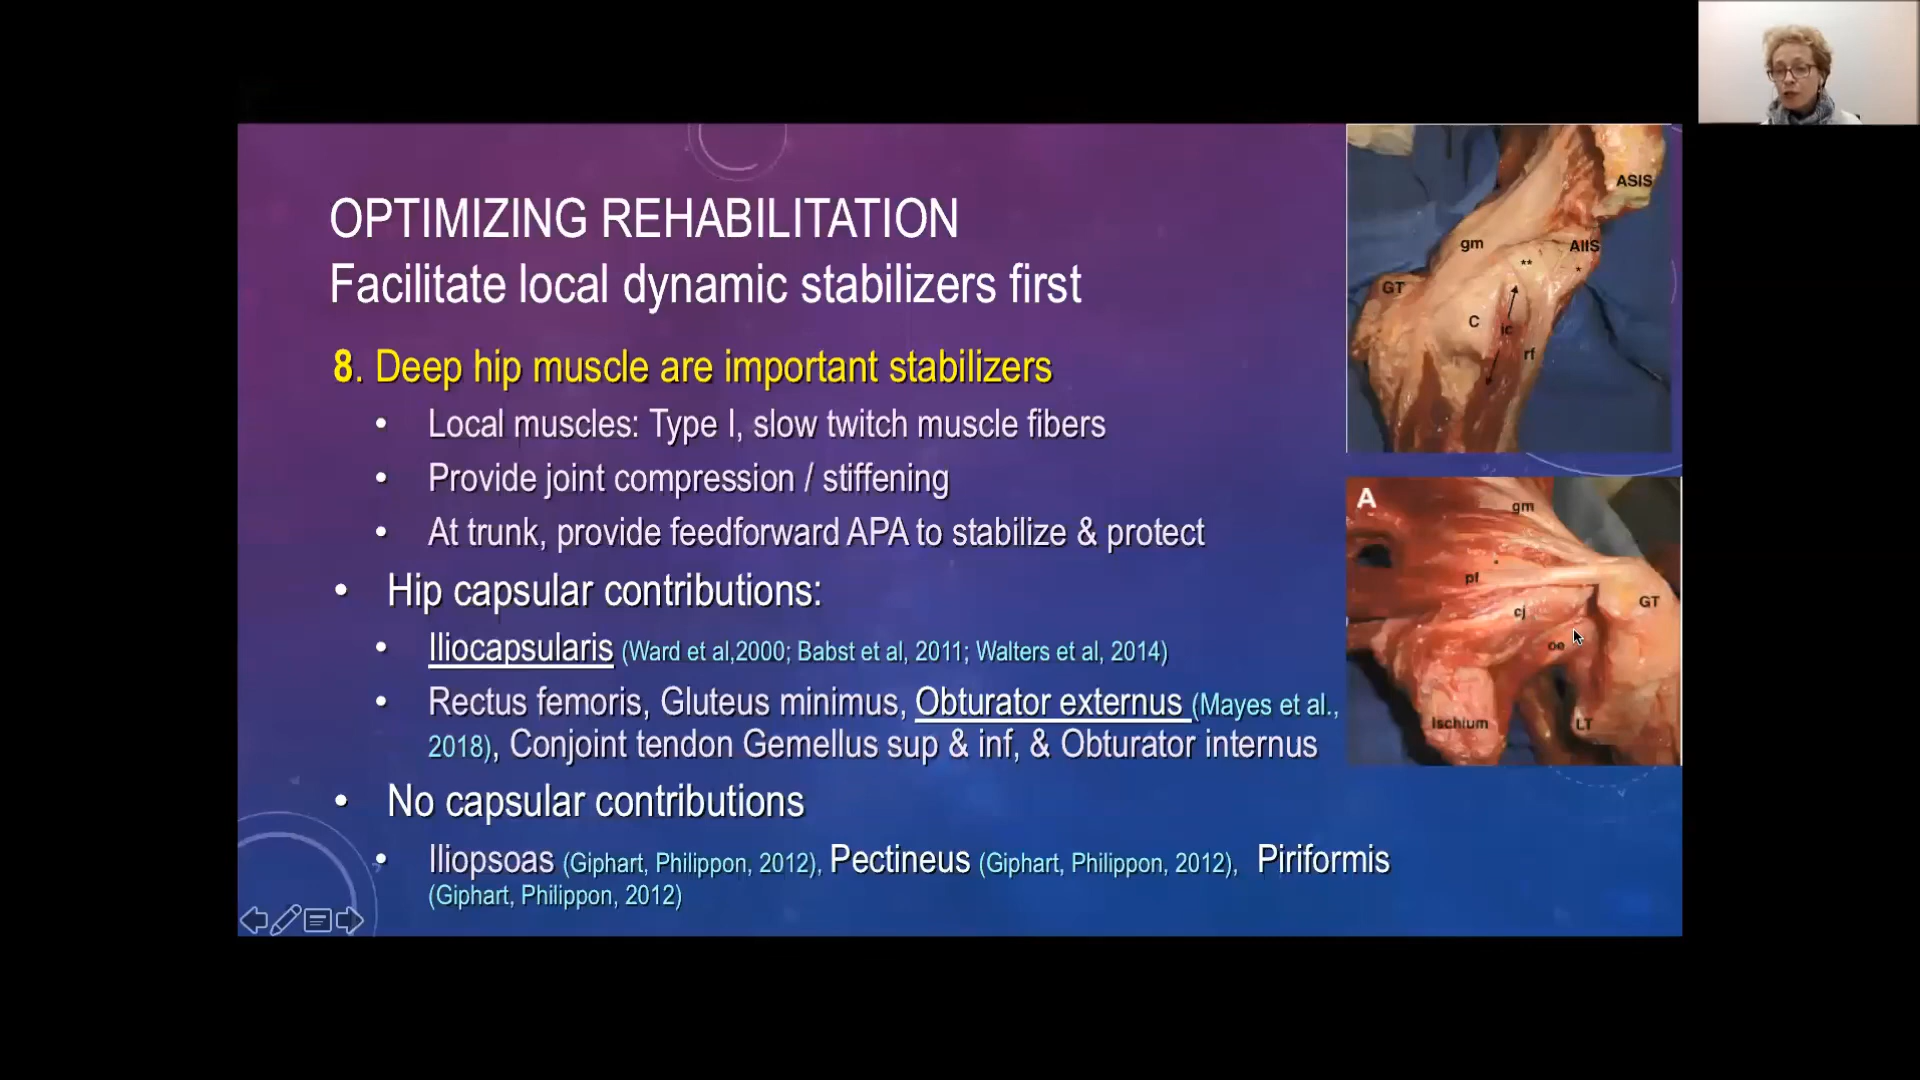 OPTIMIZING REHABILITATION
Facilitate local dynamic stabilizers first
8. Deep hip muscle are important stabilizers
• Local muscles: Type I, slow twitch muscle fibers
• Provide joint compression / stiffening
• At trunk, provide feedforward APA to stabilize & protect
• Hip capsular contributions:
• Iliocapsularis (Ward et al,2000; Babst et al, 2011; Walters et al, 2014)
• Rectus femoris, Gluteus minimus, Obturator externus (Mayes et al.,
2018), Conjoint tendon Gemellus sup & inf, & Obturator internus
• No capsular contributions
• Iliopsoas (Giphart, Philippon, 2012), Pectineus (Giphart, Philippon, 2012), Piriformis
(Giphart, Philippon, 2012)
ASIS
gm
AIIS
**
*
GT
C
ic
rf
A
gm
*
pf
GT
cj
oe
Ischium
LT